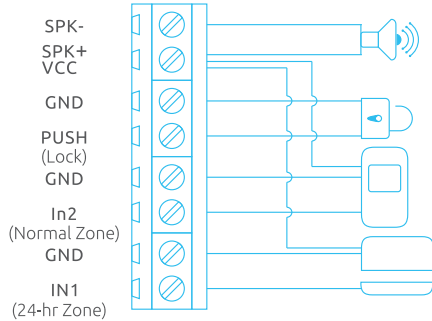 SPK-
SPK+
VCC
GND
PUSH
(Lock)
GND
In2
(Normal Zone)
GND
IN1
(24-hr Zone)